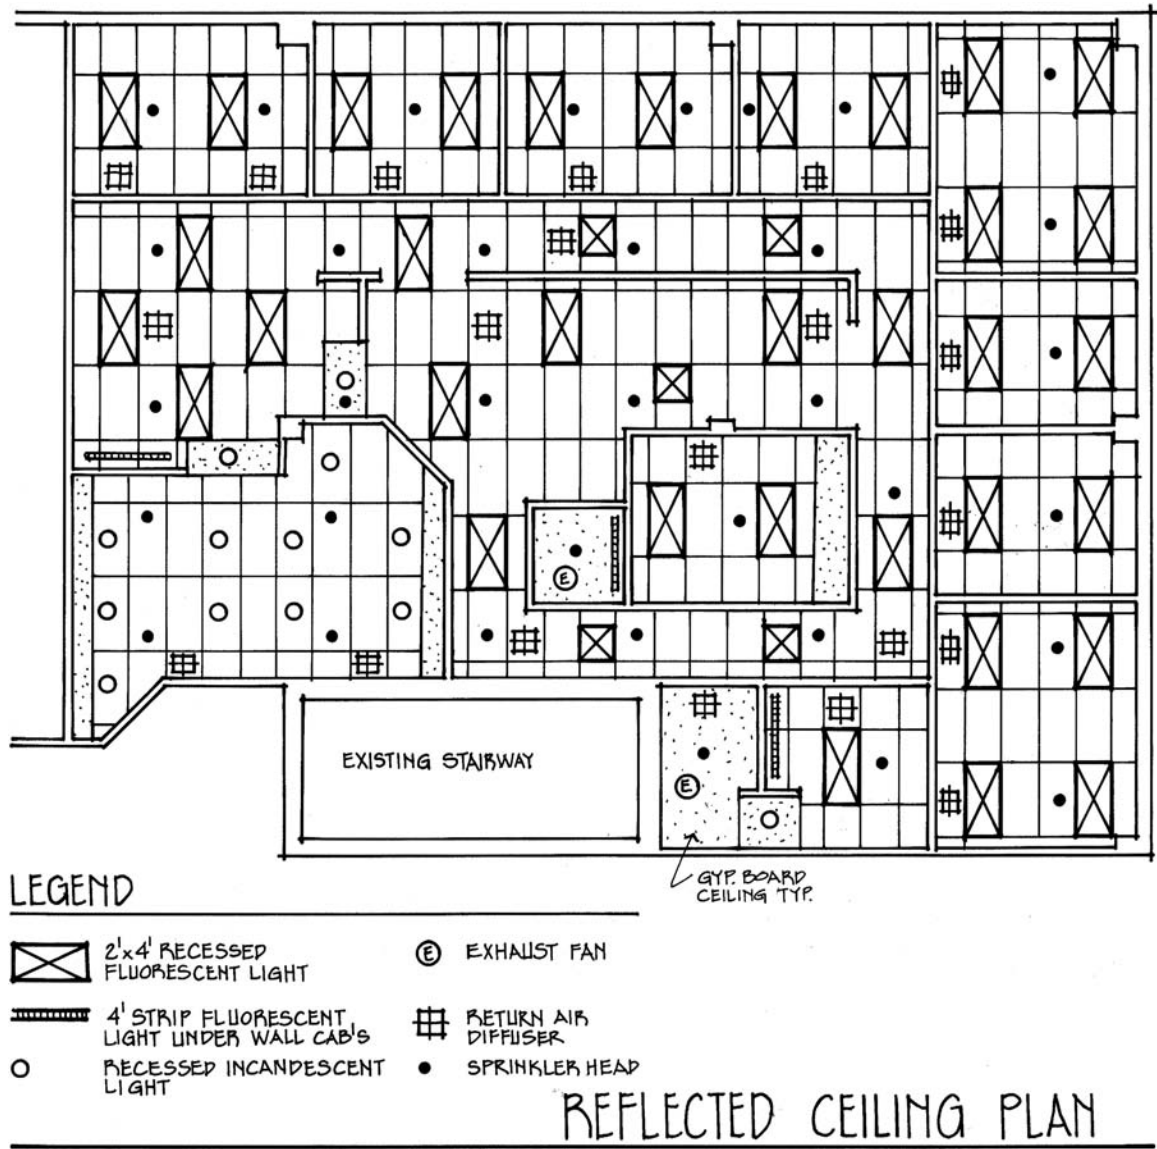 EXISTING STAIRWAY
E
E
GYP. BOARD
CEILING TYP.
LEGEND
2'x4' RECESSED
FLUORESCENT LIGHT
4' STRIP FLUORESCENT
LIGHT UNDER WALL CAB'S
RECESSED INCANDESCENT
LIGHT
E EXHAUST FAN
RETURN AIR
DIFFUSER
SPRINKLER HEAD
REFLECTED CEILING PLAN